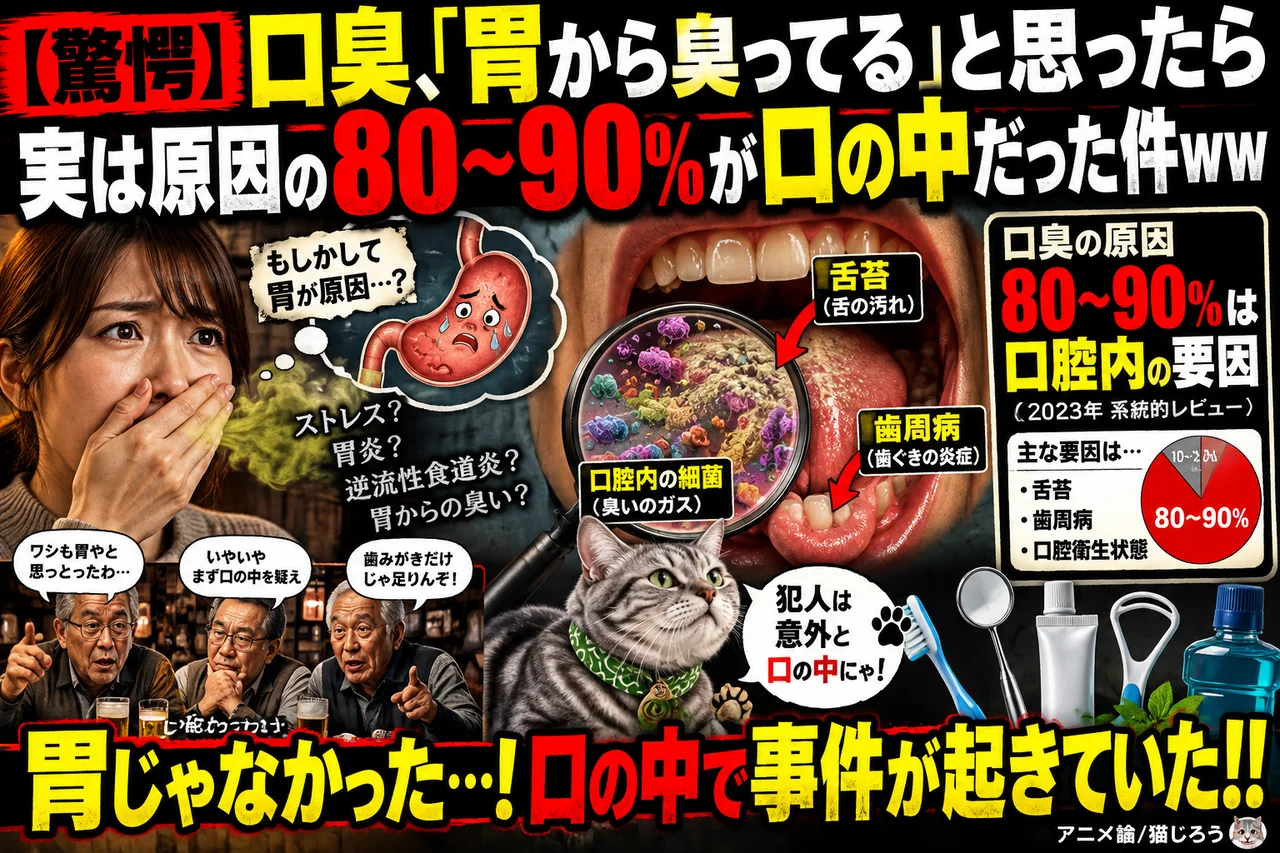 【驚愕】口臭、「胃から臭ってる」と思ったら
実は原因の80~90%が口の中だった件ww
もしかして
胃が原因…?
ストレス?
胃炎?
逆流性食道炎?
胃からの臭い?
舌苔
(舌の汚れ)
歯周病
(歯ぐきの炎症)
口腔内の細菌
(臭いのガス)
口臭の原因
80~90%は
口腔内の要因
(2023年 系統的レビュー)
主な要因は…
・舌苔
・歯周病
・口腔衛生状態
80~90%
ワシも胃やと
思っとったわ…
いやいや
まず口の中を疑え
歯みがきだけ
じゃ足りんぞ!
犯人は
意外と
口の中にゃ!
胃じゃなかった…!口の中で事件が起きていた!!
アニメ論/猫じろう